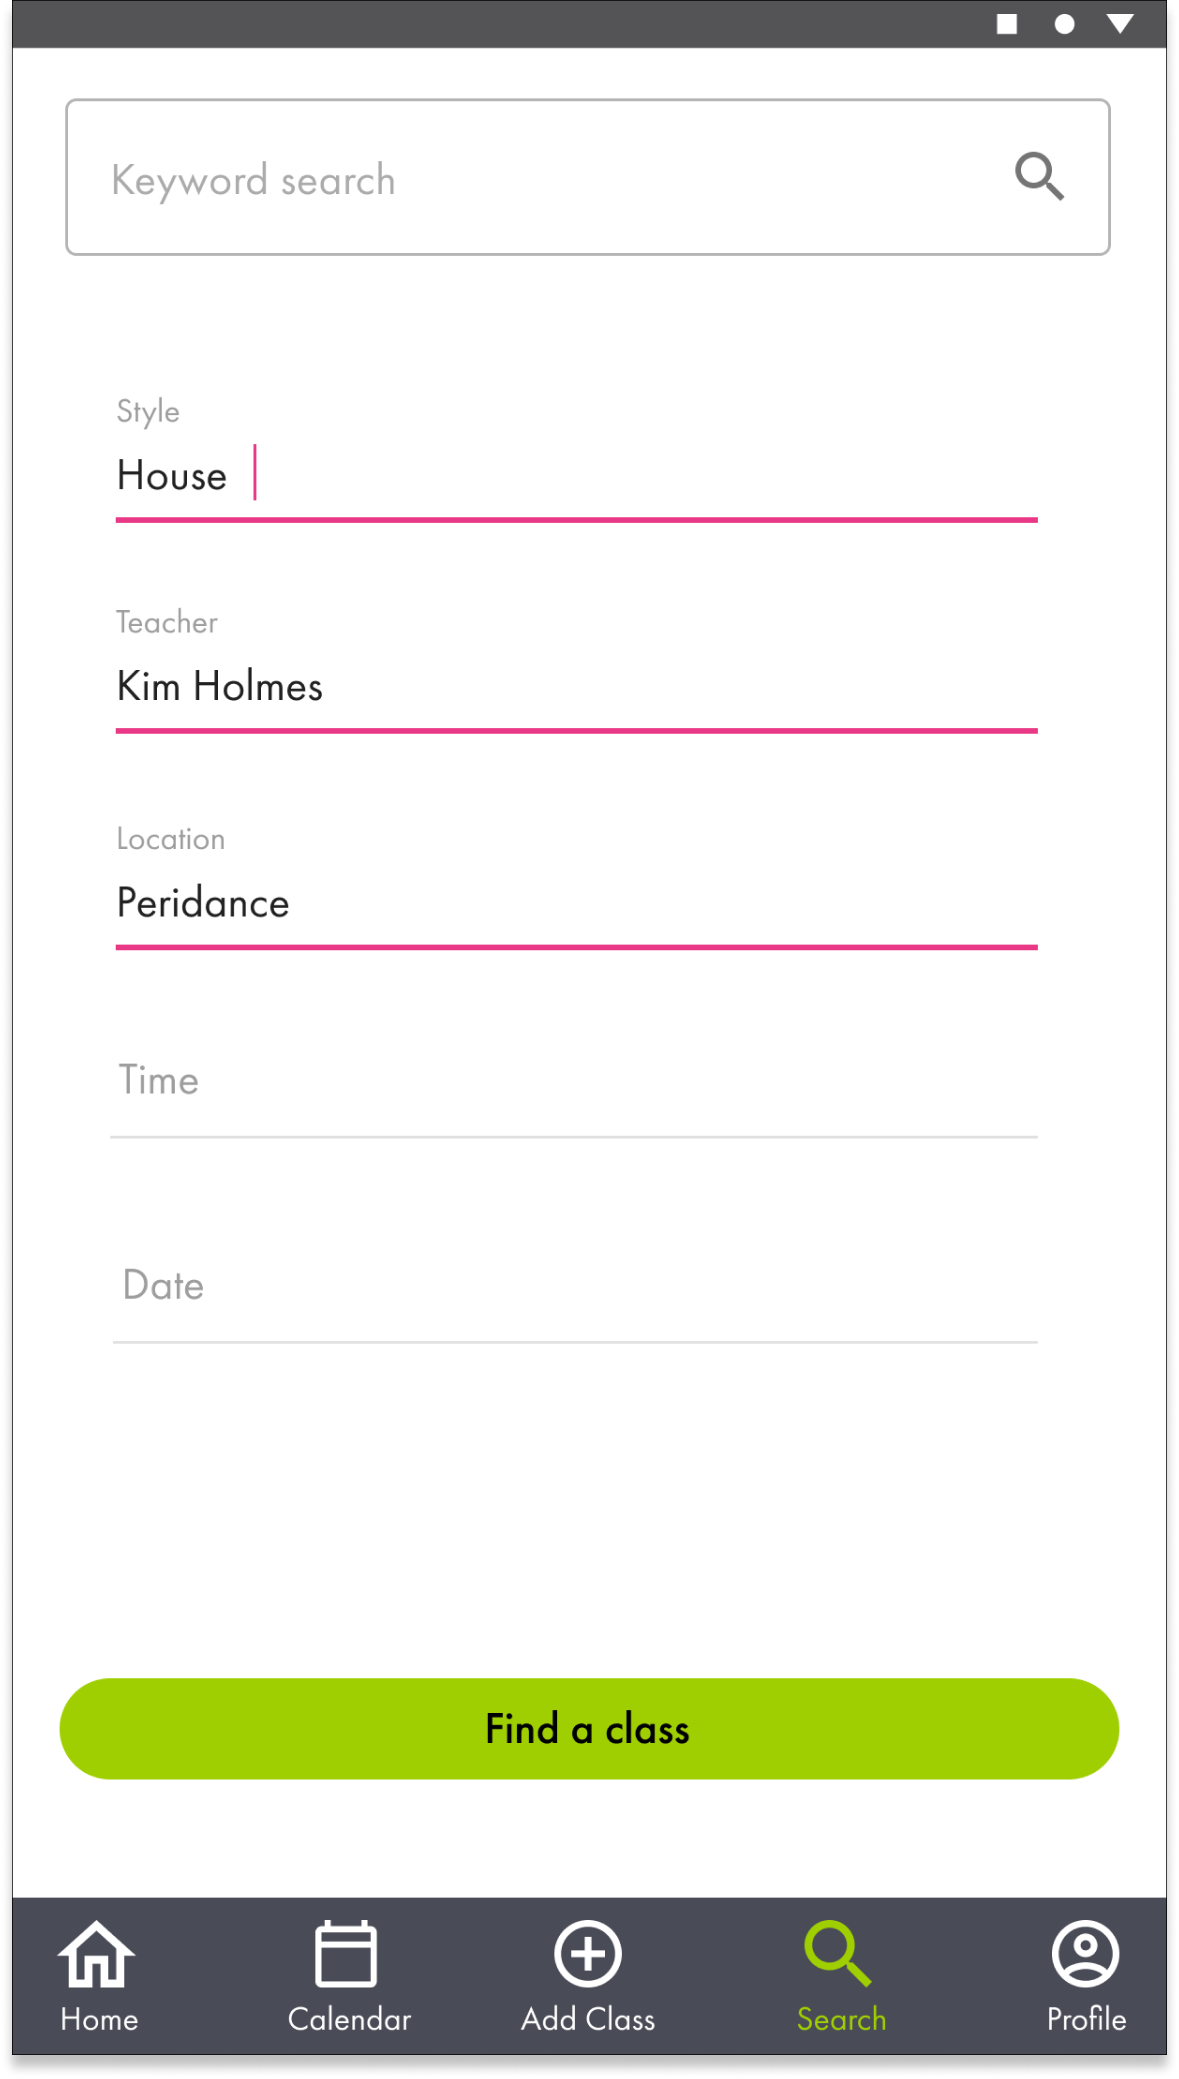 Keyword search
Style
House
Teacher
Kim Holmes
Location
Peridance
Time
Date
Find a class
Home
Calendar
Add Class
Search
Profile